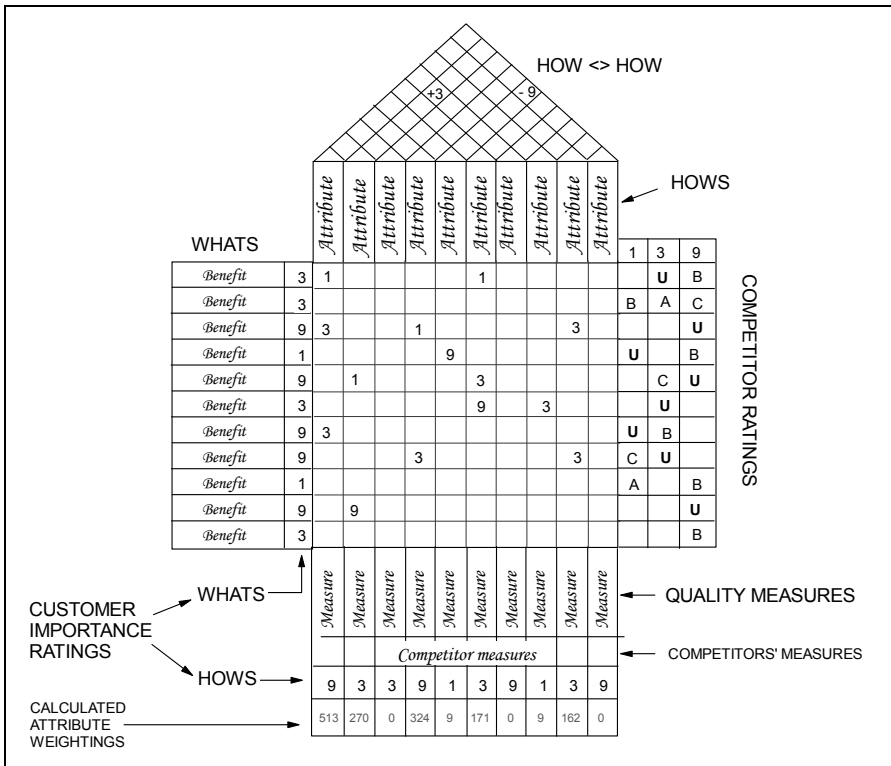 HOW <> HOW
+3 - 9
Attribute Attribute Attribute Attribute Attribute Attribute Attribute Attribute Attribute Attribute
HOWS
WHATS
1 3 9
Benefit 3 1 1 U B
Benefit 3 B A C
Benefit 9 3 1 3 U
Benefit 1 9 U B
Benefit 9 1 3 C U
Benefit 3 9 3 U
Benefit 9 3 U B
Benefit 9 3 3 C U
Benefit 1 A B
Benefit 9 9 U
Benefit 3 B
COMPETITOR RATINGS
Measure Measure Measure Measure Measure Measure Measure Measure Measure Measure
WHATS
QUALITY MEASURES
CUSTOMER
IMPORTANCE
RATINGS
Competitor measures
COMPETITORS' MEASURES
HOWS
9 3 3 9 1 3 9 1 3 9
CALCULATED
ATTRIBUTE
WEIGHTINGS
513 270 0 324 9 171 0 9 162 0